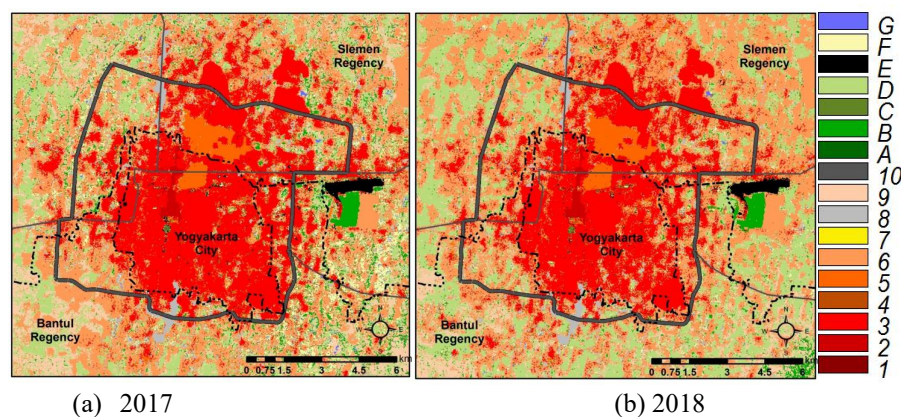 Slemen
Regency
Yogyakarta
City
Bantul
Regency
W E
km
0 0.75 1.5 3 4.5 6
(a) 2017
Slemen
Regency
Yogyakarta
City
Bantul
Regency
N
W E
S
km
0 0.75 1.5 3 4.5 6
(b) 2018
G
F
E
D
C
B
A
10
9
8
7
6
5
4
3
2
1